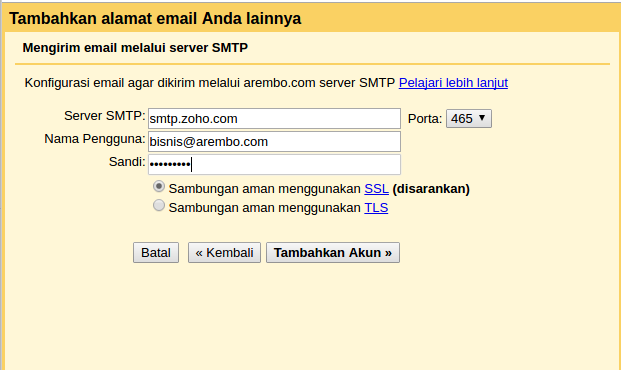 Tambahkan alamat email Anda lainnya
Mengirim email melalui server SMTP
Konfigurasi email agar dikirim melalui arembo.com server SMTP Pelajari lebih lanjut
Server SMTP: smtp.zoho.com Porta: 465
Nama Pengguna: bisnis@arembo.com
Sandi: •••••••••
Sambungan aman menggunakan SSL (disarankan)
Sambungan aman menggunakan TLS
Batal « Kembali Tambahkan Akun »